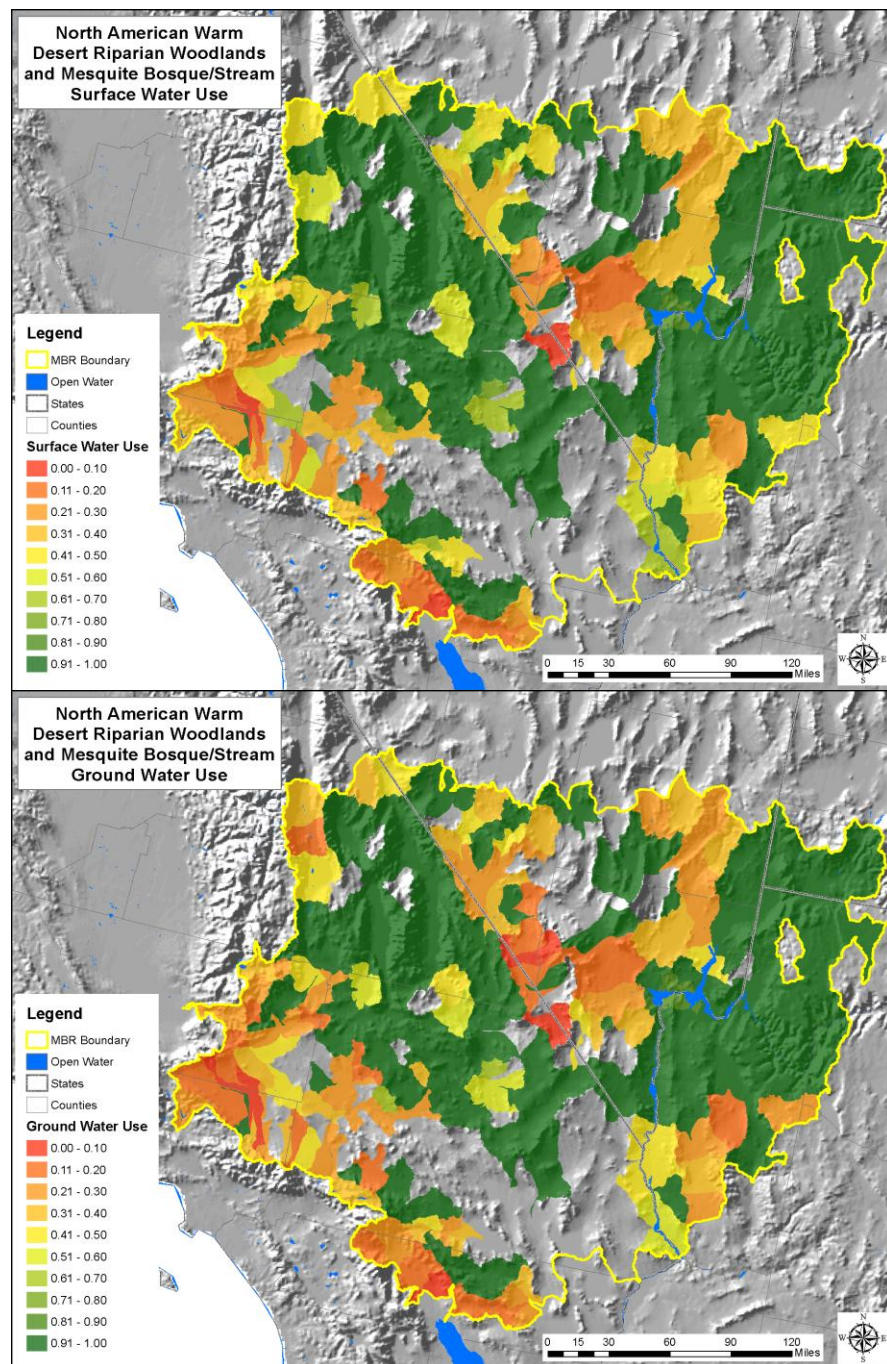 North American Warm
Desert Riparian Woodlands
and Mesquite Bosque/Stream
Surface Water Use
Legend
MBR Boundary
Open Water
States
Counties
Surface Water Use
0.00 - 0.10
0.11 - 0.20
0.21 - 0.30
0.31 - 0.40
0.41 - 0.50
0.51 - 0.60
0.61 - 0.70
0.71 - 0.80
0.81 - 0.90
0.91 - 1.00
N
W E
S
0 15 30 60 90 120
Miles
North American Warm
Desert Riparian Woodlands
and Mesquite Bosque/Stream
Ground Water Use
Legend
MBR Boundary
Open Water
States
Counties
Ground Water Use
0.00 - 0.10
0.11 - 0.20
0.21 - 0.30
0.31 - 0.40
0.41 - 0.50
0.51 - 0.60
0.61 - 0.70
0.71 - 0.80
0.81 - 0.90
0.91 - 1.00
N
W E
S
0 15 30 60 90 120
Miles